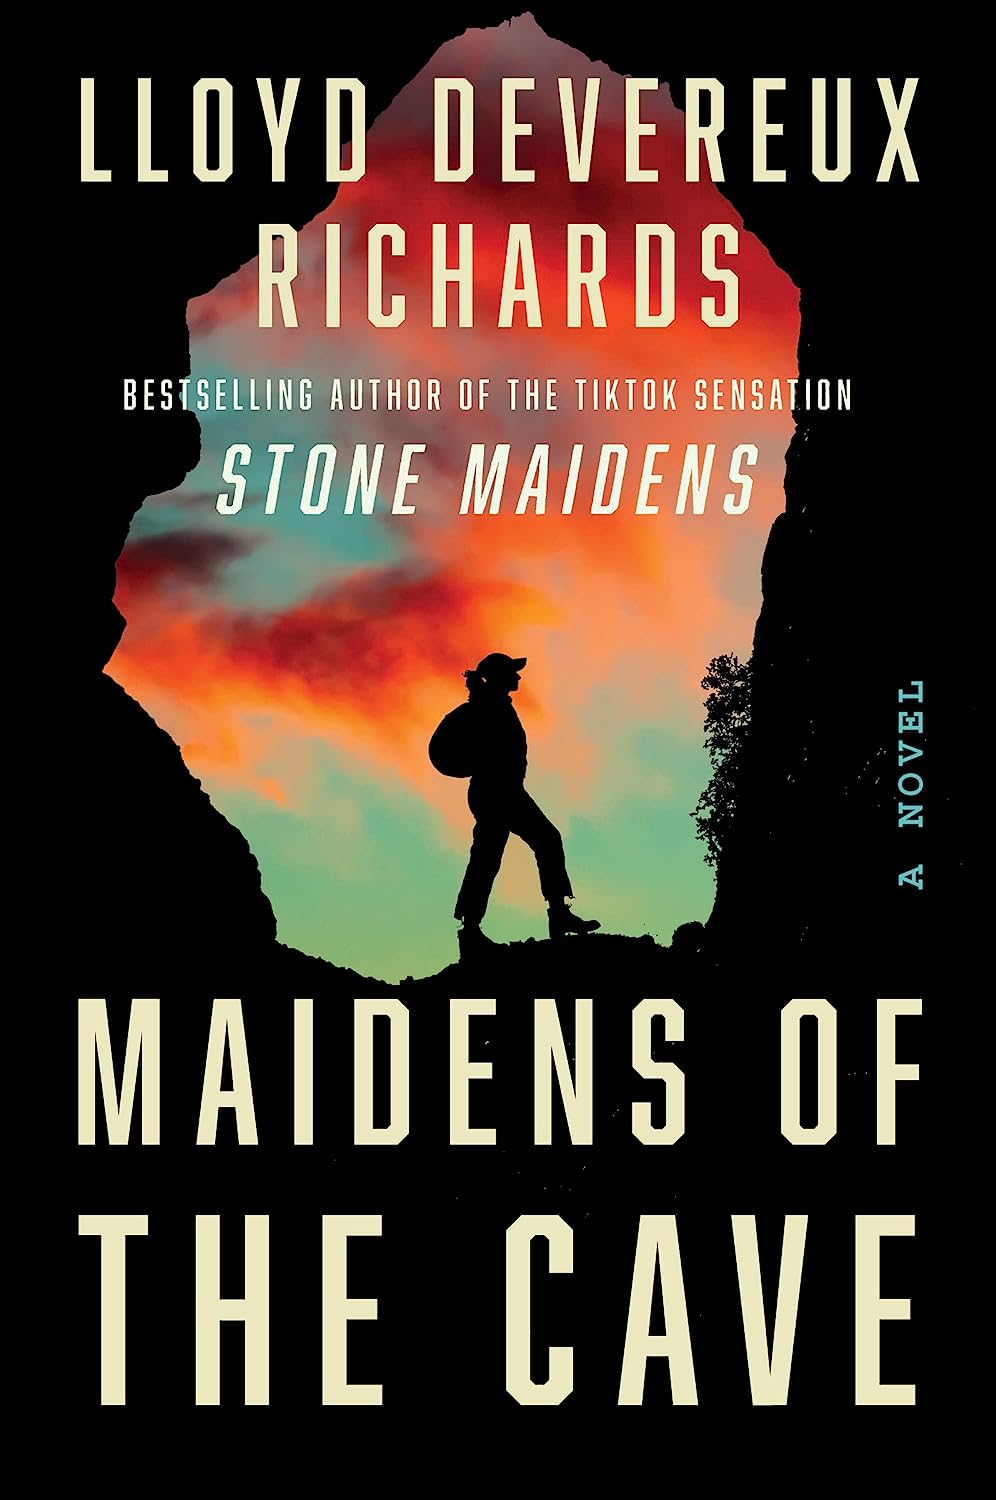 LLOYD DEVEREUX
RICHARDS
BESTSELLING AUTHOR OF THE TIKTOK SENSATION
STONE MAIDENS
A NOVEL
MAIDENS OF
THE CAVE